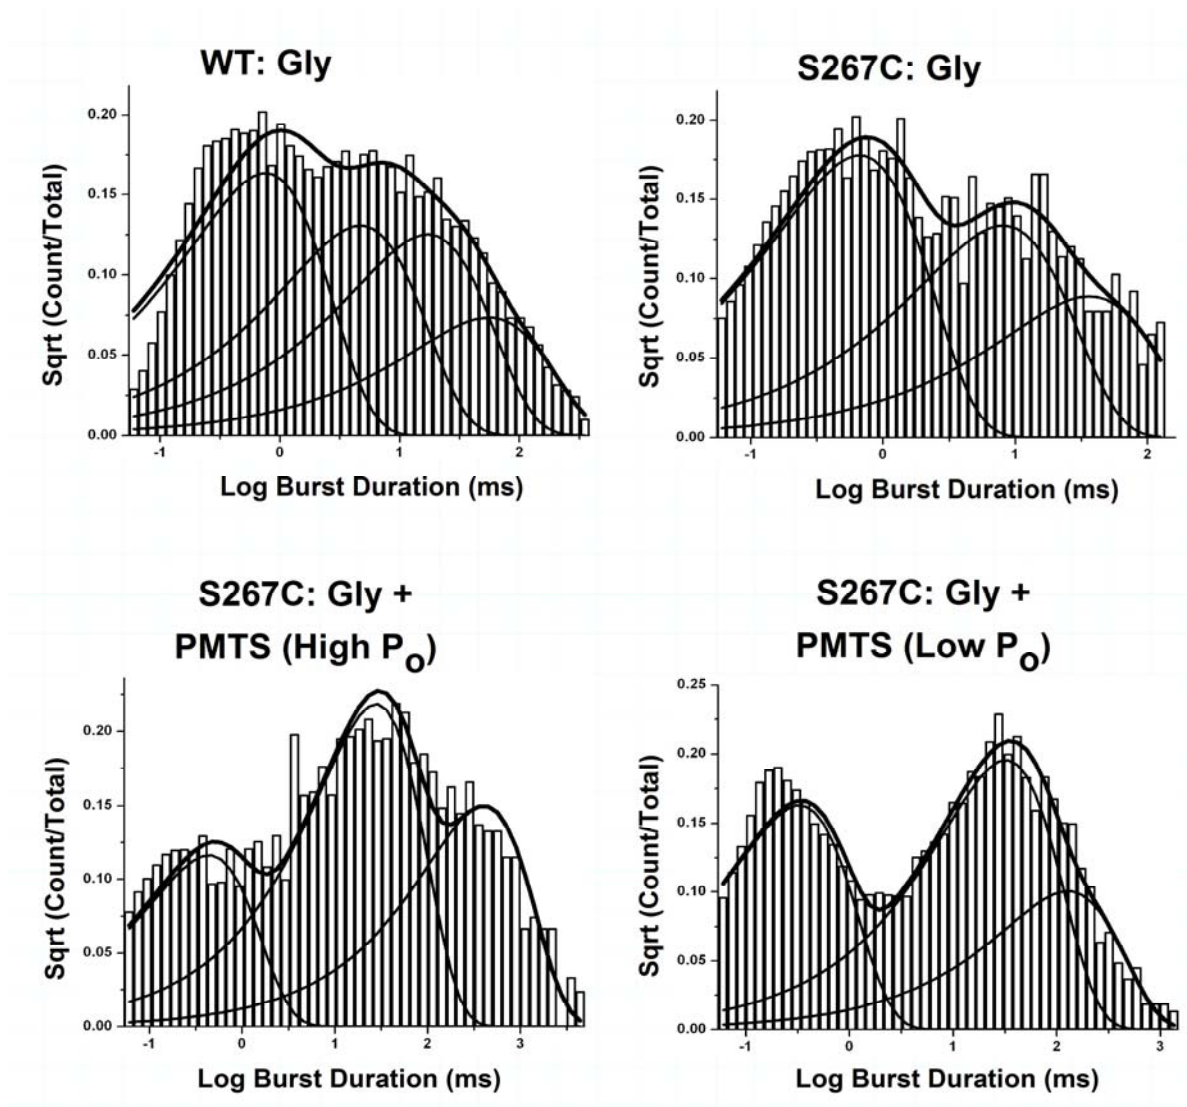 WT: Gly
0.20
0.15
0.10
0.05
0.00
Sqrt (Count/Total)
-1 0 1 2
Log Burst Duration (ms)
S267C: Gly
0.20
0.15
0.10
0.05
0.00
Sqrt (Count/Total)
-1 0 1 2
Log Burst Duration (ms)
S267C: Gly +
PMTS (High Po)
0.20
0.15
0.10
0.05
0.00
Sqrt (Count/Total)
-1 0 1 2 3
Log Burst Duration (ms)
S267C: Gly +
PMTS (Low Po)
0.25
0.20
0.15
0.10
0.05
0.00
Sqrt (Count/Total)
-1 0 1 2 3
Log Burst Duration (ms)